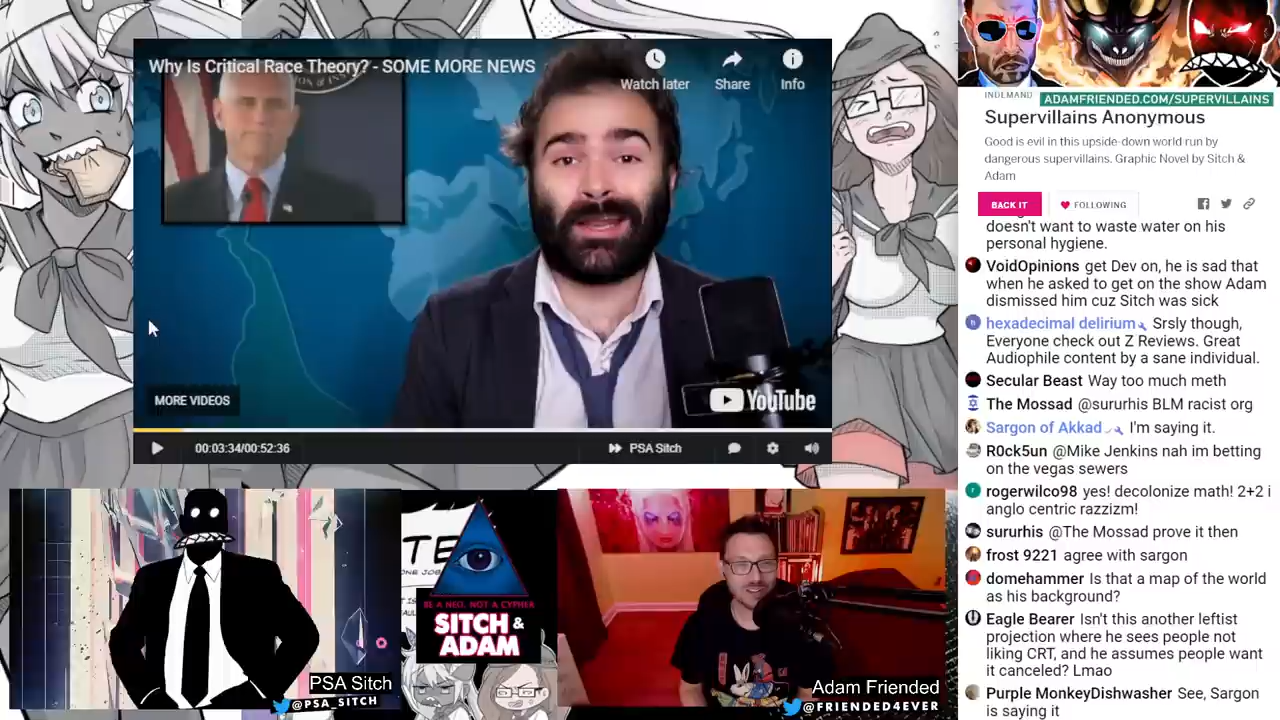 Why Is Critical Race Theory? - SOME MORE NEWS
Watch later
Share
Info
MORE VIDEOS
YouTube
00:03:34/00:52:36
PSA Sitch
BE A NEO, NOT A CYPHER
SITCH &
ADAM
PSA Sitch
@PSA_SITCH
Adam Friended
@FRIENDED4EVER
INDEMAND
ADAMFRIENDED.COM/SUPERVILLAINS
Supervillains Anonymous
Good is evil in this upside-down world run by
dangerous supervillains. Graphic Novel by Sitch &
Adam
BACK IT
FOLLOWING
doesn't want to waste water on his
personal hygiene.
VoidOpinions get Dev on, he is sad that
when he asked to get on the show Adam
dismissed him cuz Sitch was sick
hexadecimal delirium Srsly though,
Everyone check out Z Reviews. Great
Audiophile content by a sane individual.
Secular Beast Way too much meth
The Mossad @sururhis BLM racist org
Sargon of Akkad I'm saying it.
R0ck5un @Mike Jenkins nah im betting
on the vegas sewers
rogerwilco98 yes! decolonize math! 2+2 i
anglo centric razzizm!
sururhis @The Mossad prove it then
frost 9221 agree with sargon
domehammer Is that a map of the world
as his background?
Eagle Bearer Isn't this another leftist
projection where he sees people not
liking CRT, and he assumes people want
it canceled? Lmao
Purple MonkeyDishwasher See, Sargon
is saying it